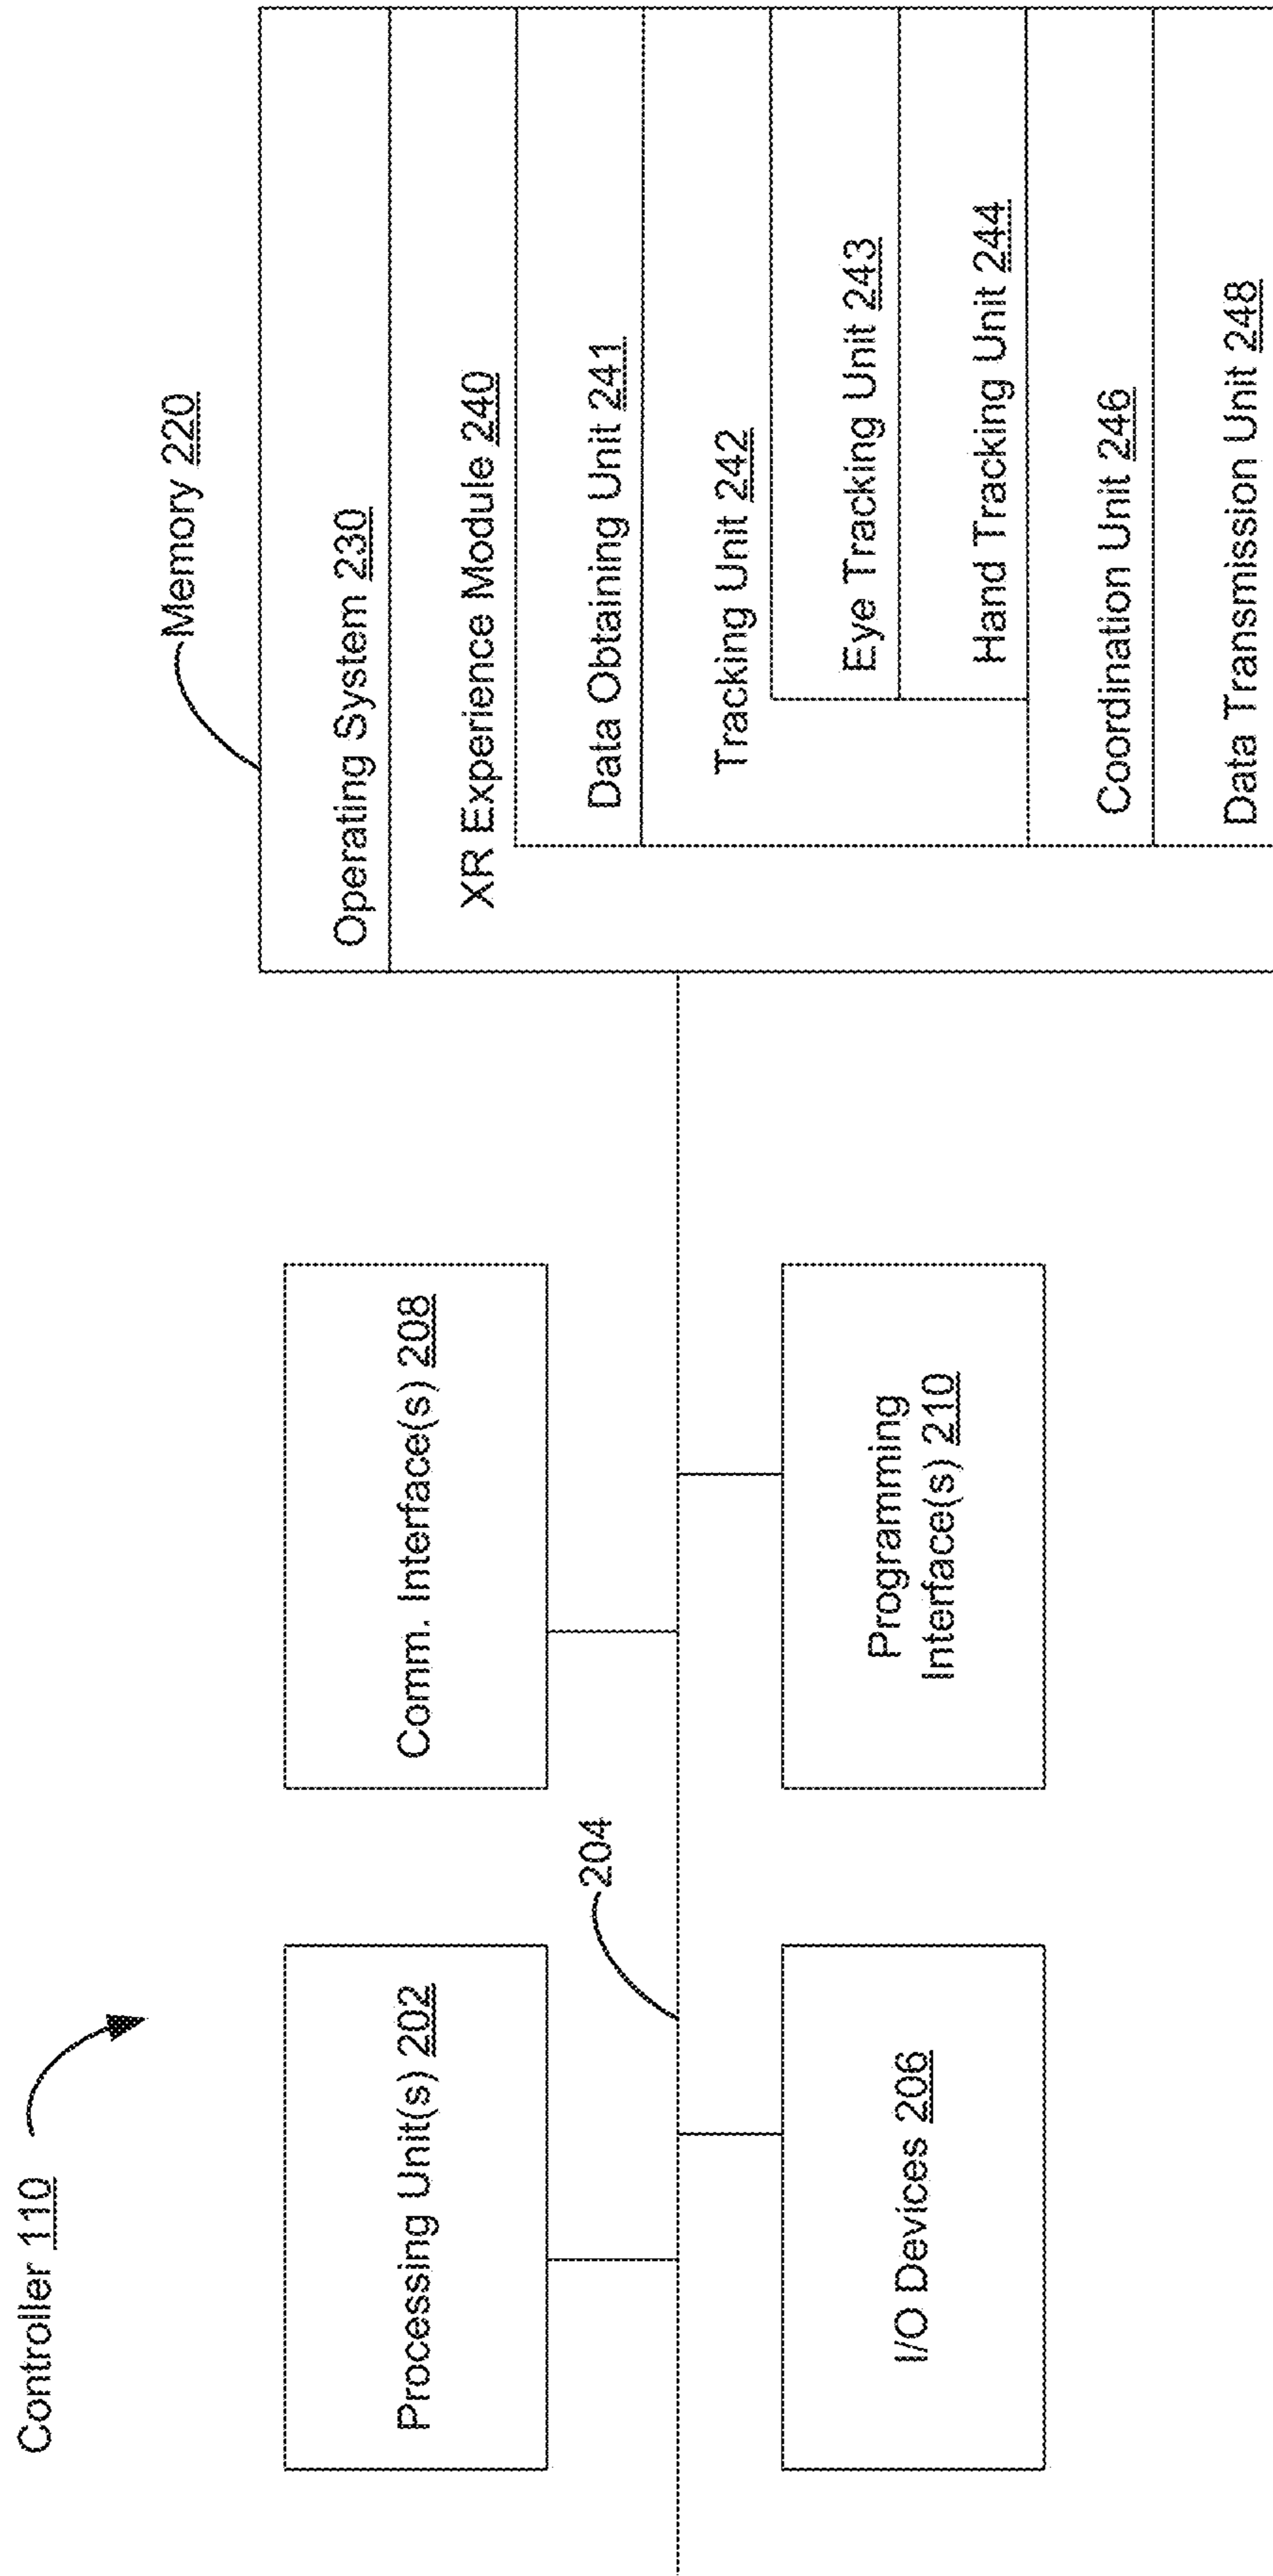 Controller 110
Memory 220
Processing Unit(s) 202
Comm. Interface(s) 208
204
I/O Devices 206
Programming
Interface(s) 210
Operating System 230
XR Experience Module 240
Data Obtaining Unit 241
Tracking Unit 242
Eye Tracking Unit 243
Hand Tracking Unit 244
Coordination Unit 246
Data Transmission Unit 248